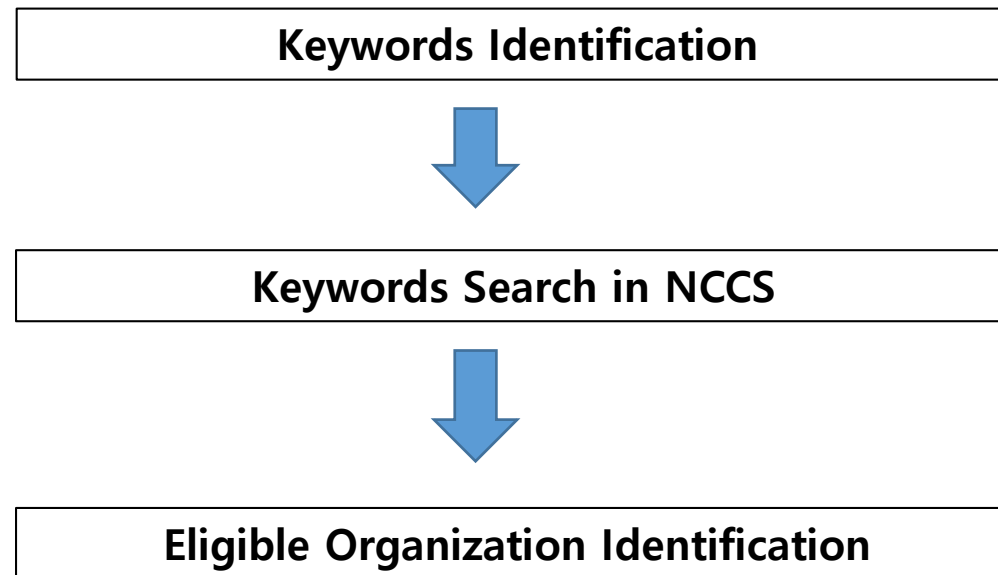 Keywords Identification
Keywords Search in NCCS
Eligible Organization Identification